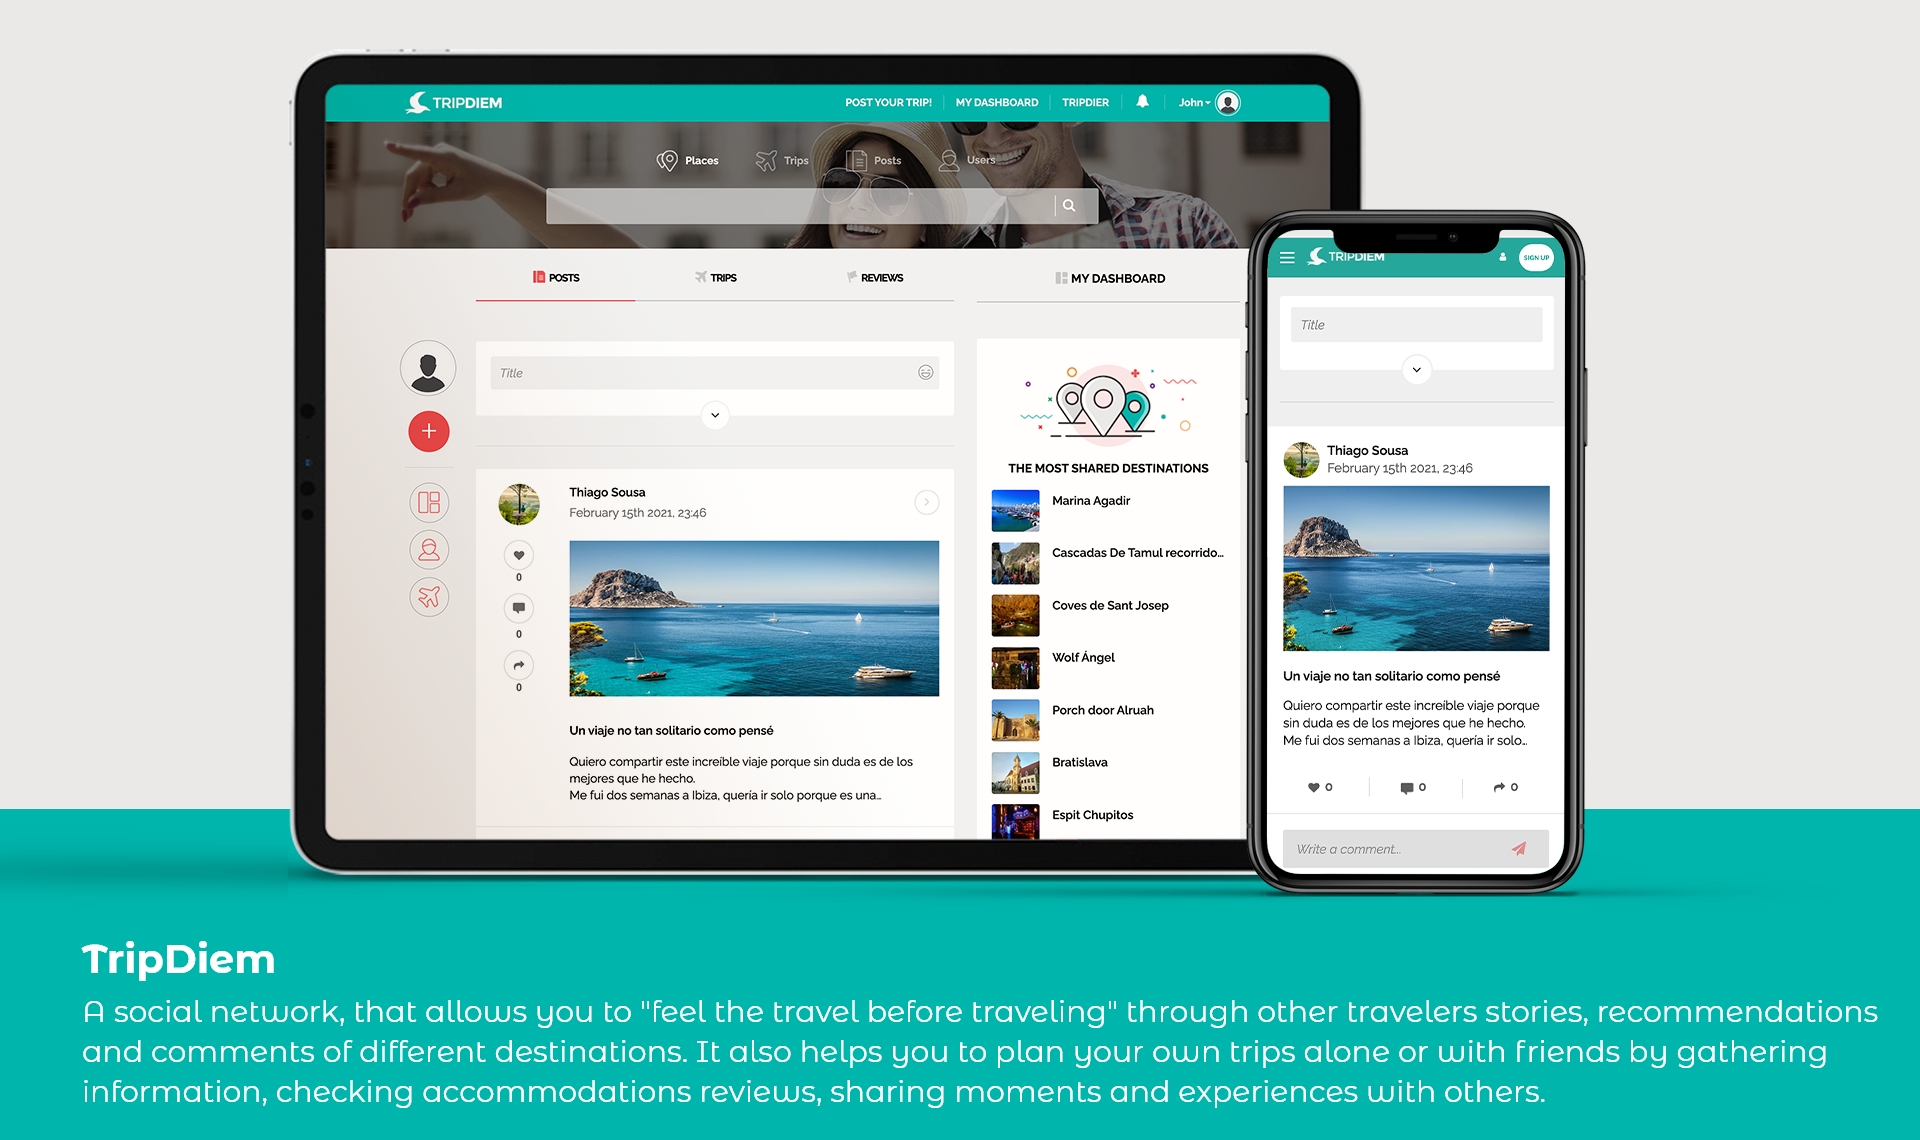 TRIPDIEM
POST YOUR TRIP!
MY DASHBOARD
TRIPDIER
John
Places
Trips
Posts
Users
POSTS
TRIPS
REVIEWS
MY DASHBOARD
Title
Thiago Sousa
February 15th 2021, 23:46
0
0
0
Un viaje no tan solitario como pensé
Quiero compartir este increíble viaje porque sin duda es de los
mejores que he hecho.
Me fui dos semanas a Ibiza, quería ir solo porque es una...
THE MOST SHARED DESTINATIONS
Marina Agadir
Cascadas De Tamul recorrido...
Coves de Sant Josep
Wolf Ángel
Porch door Alruah
Bratislava
Espit Chupitos
TRIPDIEM
SIGN UP
Title
Thiago Sousa
February 15th 2021, 23:46
Un viaje no tan solitario como pensé
Quiero compartir este increíble viaje porque
sin duda es de los mejores que he hecho.
Me fui dos semanas a Ibiza, quería ir solo...
0
0
0
Write a comment...
TripDiem
A social network, that allows you to "feel the travel before traveling" through other travelers stories, recommendations
and comments of different destinations. It also helps you to plan your own trips alone or with friends by gathering
information, checking accommodations reviews, sharing moments and experiences with others.